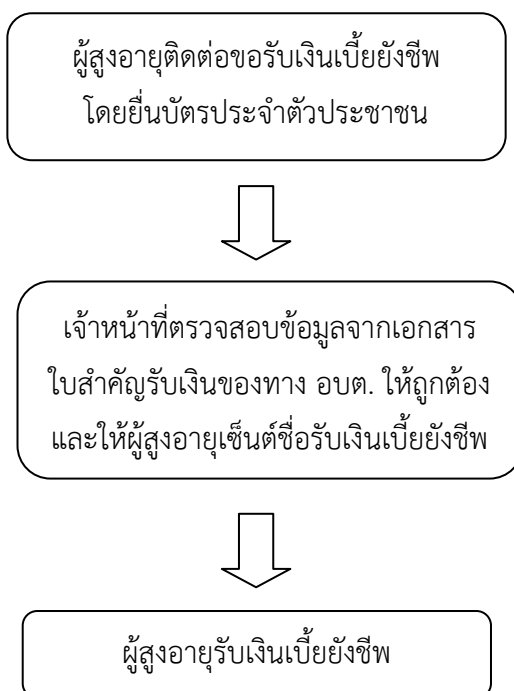 ผู้สูงอายุติดต่อขอรับเงินเบี้ยยังชีพ
โดยยื่นบัตรประจำตัวประชาชน
เจ้าหน้าที่ตรวจสอบข้อมูลจากเอกสาร
ใบสำคัญรับเงินของทาง อบต. ให้ถูกต้อง
และให้ผู้สูงอายุเซ็นต์ชื่อรับเงินเบี้ยยังชีพ
ผู้สูงอายุรับเงินเบี้ยยังชีพ